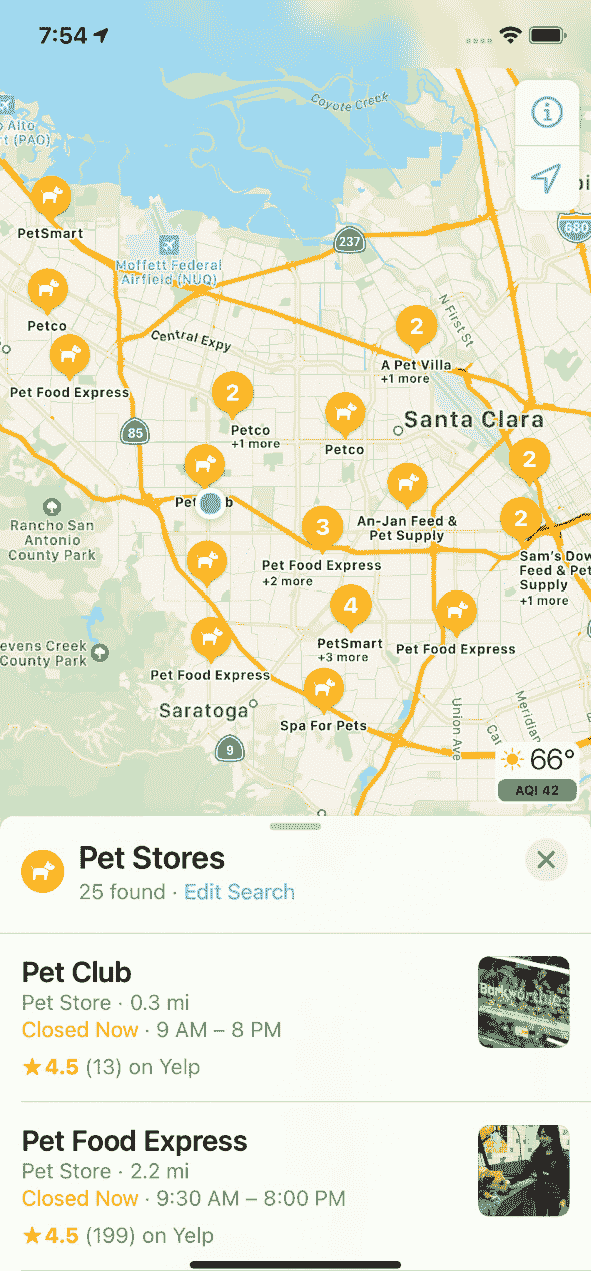 7:54
Coyote Creek
o Alto
rt (PAO)
PetSmart
237
680
Moffett Federal
Airfield (NUQ)
Petco
N First St
2
Central Expy
A Pet Villa
+1 more
Pet Food Express
2
Santa Clara
85
Petco
+1 more
Petco
2
Rancho San
Antonio
County Park
An-Jan Feed &
Pet Supply
3
2
Pet Food Express
+2 more
Sam's Dow
Feed & Pet
Supply
+1 more
4
PetSmart
+3 more
Pet Food Express
evens Creek
County Park
Pet Food Express
Saratoga
Spa For Pets
Union Ave
Meridian
9
66°
AQI 42
Pet Stores
25 found · Edit Search
Pet Club
Pet Store · 0.3 mi
Closed Now · 9 AM – 8 PM
★4.5 (13) on Yelp
Pet Food Express
Pet Store · 2.2 mi
Closed Now · 9:30 AM – 8:00 PM
★4.5 (199) on Yelp